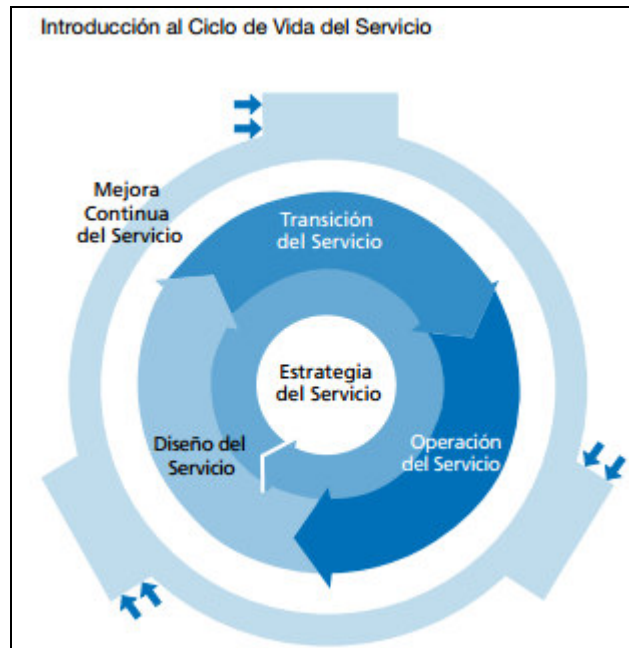 Introducción al Ciclo de Vida del Servicio
Mejora
Continua
del Servicio
Transición
del Servicio
Estrategia
del Servicio
Diseño del
Servicio
Operación
del Servicio